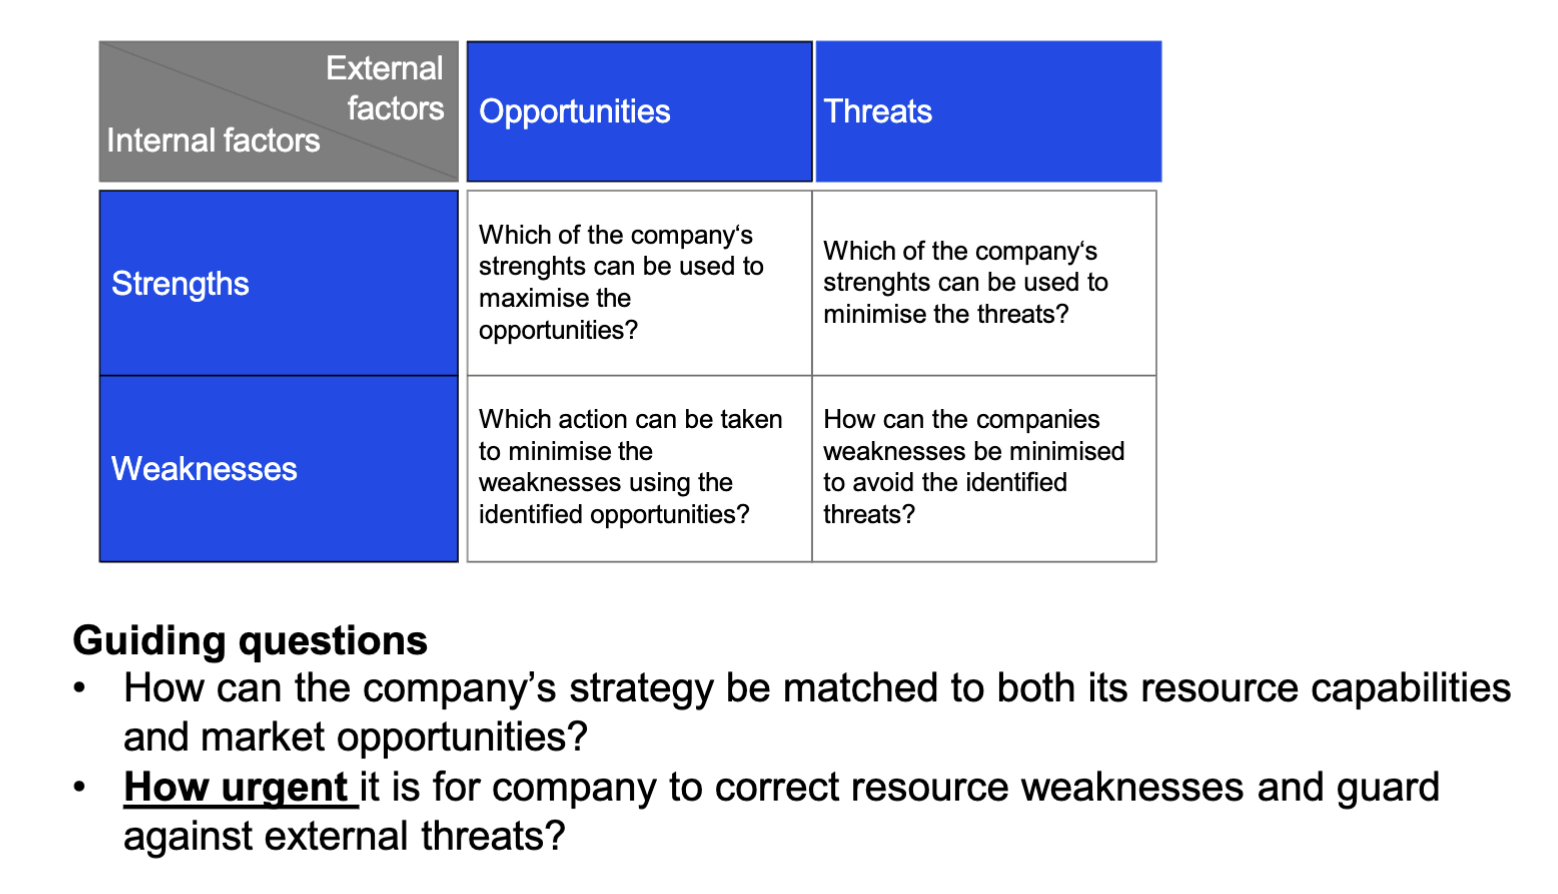 External
factors
Internal factors
Opportunities
Threats
Strengths
Which of the company‘s
strenghts can be used to
maximise the
opportunities?
Which of the company‘s
strenghts can be used to
minimise the threats?
Weaknesses
Which action can be taken
to minimise the
weaknesses using the
identified opportunities?
How can the companies
weaknesses be minimised
to avoid the identified
threats?
Guiding questions
• How can the company’s strategy be matched to both its resource capabilities
and market opportunities?
• How urgent it is for company to correct resource weaknesses and guard
against external threats?